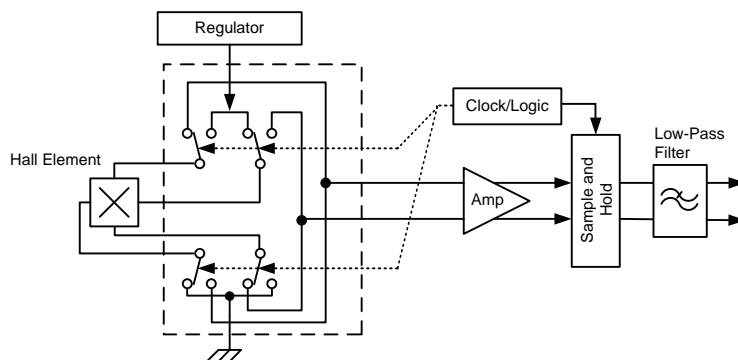 Regulator
Clock/Logic
Hall Element
Low-Pass
Filter
Amp
Sample and
Hold